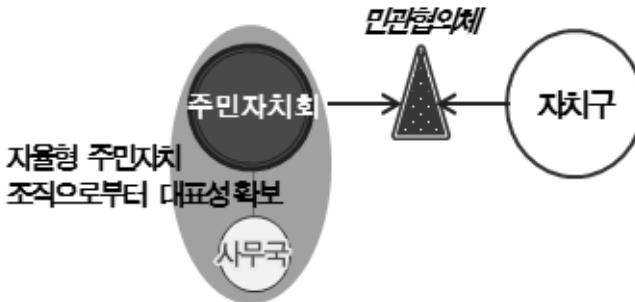 민관협의체
주민자치회
자치구
자율형 주민자치
조직으로부터 대표성 확보
사무국